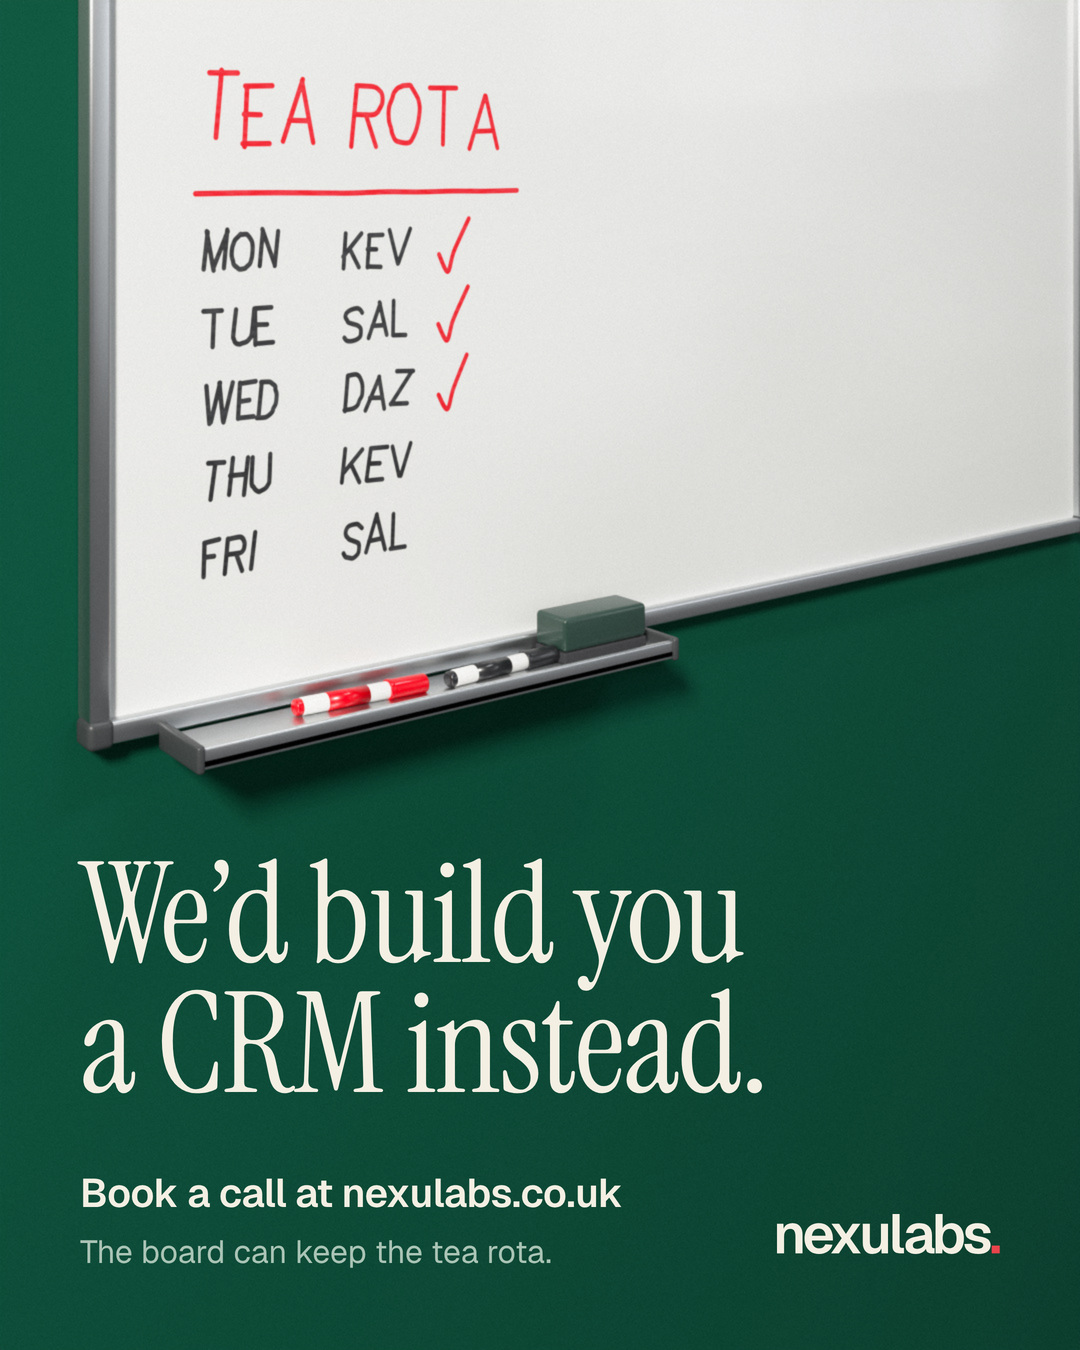 TEA ROTA
MON KEV ✓
TUE SAL ✓
WED DAZ ✓
THU KEV
FRI SAL
We’d build you
a CRM instead.
Book a call at nexulabs.co.uk
The board can keep the tea rota.
nexulabs.